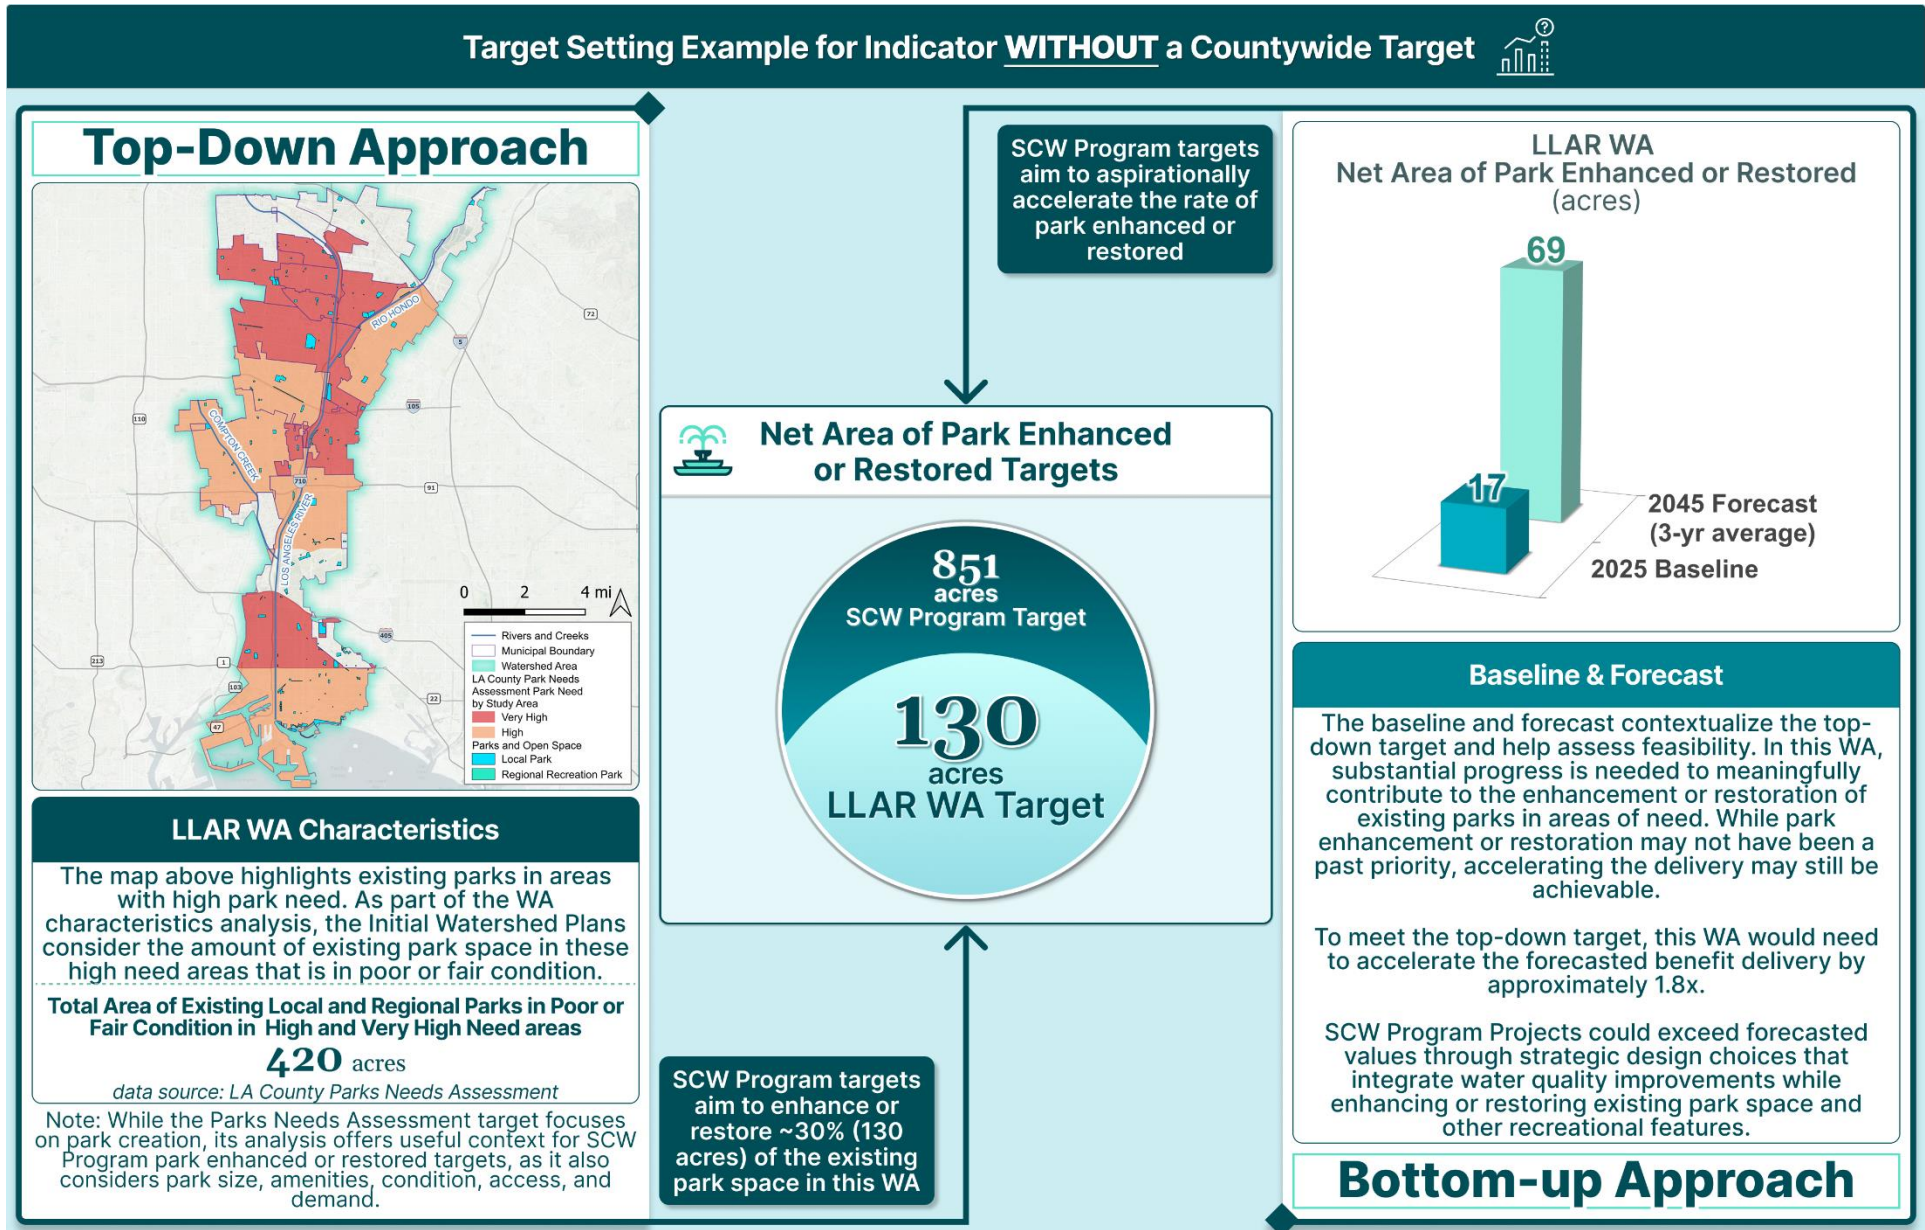 Target Setting Example for Indicator WITHOUT a Countywide Target
?
Top-Down Approach
RIO HONDO
COMPTON CREEK
LOS ANGELES RIVER
72
5
110
105
710
91
405
213
1
103
22
47
0 2 4 mi
Rivers and Creeks
Municipal Boundary
Watershed Area
LA County Park Needs
Assessment Park Need
by Study Area
Very High
High
Parks and Open Space
Local Park
Regional Recreation Park
LLAR WA Characteristics
The map above highlights existing parks in areas
with high park need. As part of the WA
characteristics analysis, the Initial Watershed Plans
consider the amount of existing park space in these
high need areas that is in poor or fair condition.
Total Area of Existing Local and Regional Parks in Poor or
Fair Condition in High and Very High Need areas
420 acres
data source: LA County Parks Needs Assessment
Note: While the Parks Needs Assessment target focuses
on park creation, its analysis offers useful context for SCW
Program park enhanced or restored targets, as it also
considers park size, amenities, condition, access, and
demand.
SCW Program targets
aim to aspirationally
accelerate the rate of
park enhanced or
restored
Net Area of Park Enhanced
or Restored Targets
851
acres
SCW Program Target
130
acres
LLAR WA Target
SCW Program targets
aim to enhance or
restore ~30% (130
acres) of the existing
park space in this WA
LLAR WA
Net Area of Park Enhanced or Restored
(acres)
69
17
2045 Forecast
(3-yr average)
2025 Baseline
Baseline & Forecast
The baseline and forecast contextualize the top-
down target and help assess feasibility. In this WA,
substantial progress is needed to meaningfully
contribute to the enhancement or restoration of
existing parks in areas of need. While park
enhancement or restoration may not have been a
past priority, accelerating the delivery may still be
achievable.
To meet the top-down target, this WA would need
to accelerate the forecasted benefit delivery by
approximately 1.8x.
SCW Program Projects could exceed forecasted
values through strategic design choices that
integrate water quality improvements while
enhancing or restoring existing park space and
other recreational features.
Bottom-up Approach